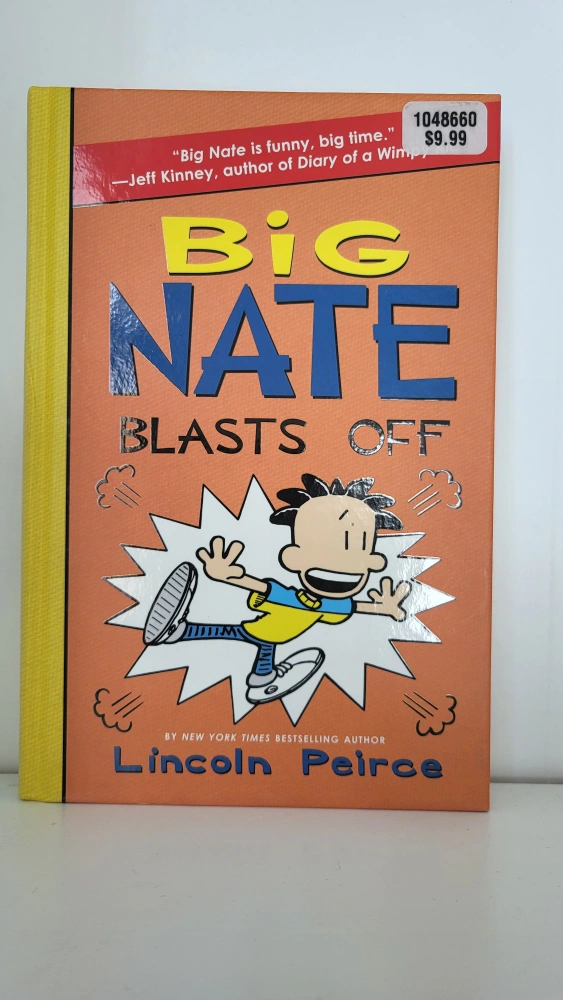 1048660
$9.99
“Big Nate is funny, big time.”
—Jeff Kinney, author of Diary of a Wimpy
BiG
NATE
BLASTS OFF
BY NEW YORK TIMES BESTSELLING AUTHOR
Lincoln Peirce